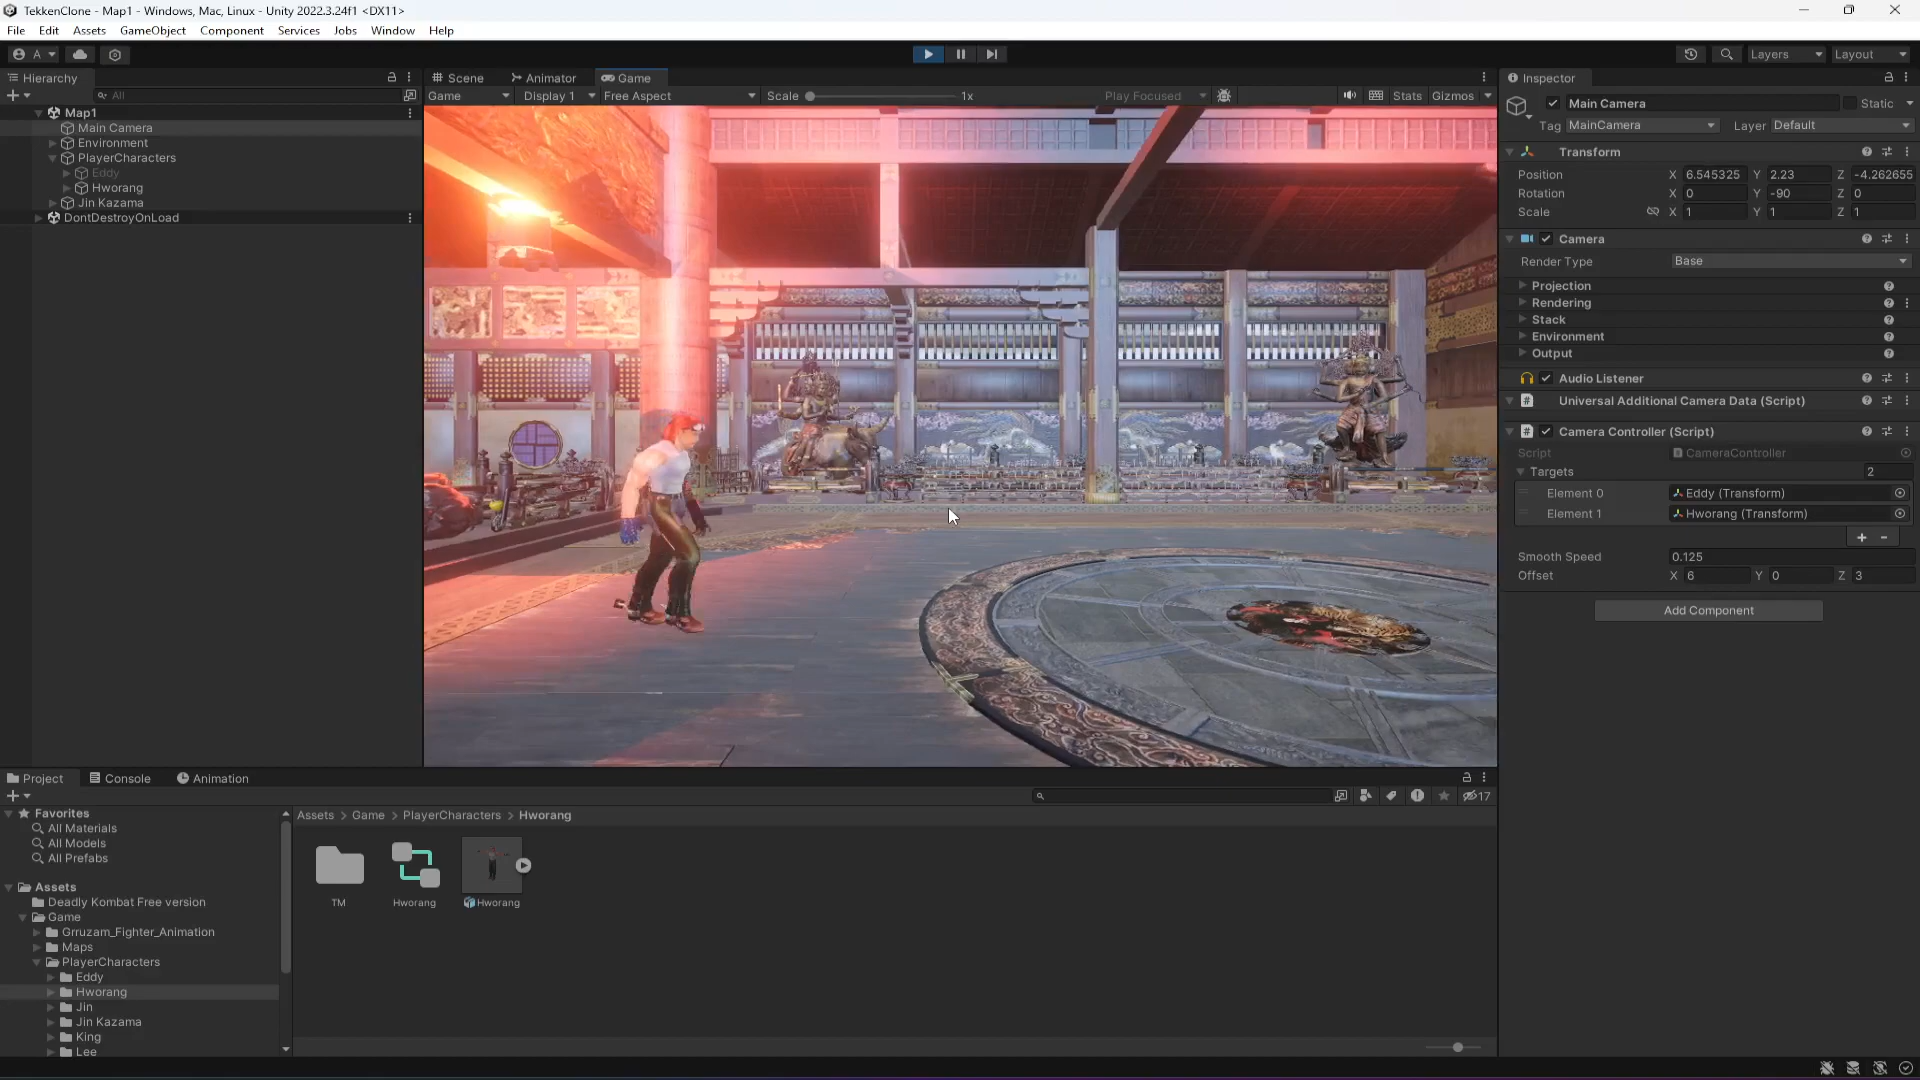 TekkenClone - Map1 - Windows, Mac, Linux - Unity 2022.3.24f1 <DX11>
File Edit Assets GameObject Component Services Jobs Window Help
A Layers Layout
Hierarchy
All
Map1
Main Camera
Environment
PlayerCharacters
Eddy
Hworang
Jin Kazama
DontDestroyOnLoad
Scene Animator Game
Game Display 1 Free Aspect Scale 1x Play Focused Stats Gizmos
Inspector
Main Camera Static
Tag MainCamera Layer Default
Transform
Position X 6.545325 Y 2.23 Z -4.262655
Rotation X 0 Y -90 Z 0
Scale X 1 Y 1 Z 1
Camera
Render Type Base
Projection
Rendering
Stack
Environment
Output
Audio Listener
Universal Additional Camera Data (Script)
Camera Controller (Script)
Script CameraController
Targets 2
Element 0 Eddy (Transform)
Element 1 Hworang (Transform)
Smooth Speed 0.125
Offset X 6 Y 0 Z 3
Add Component
Project Console Animation
17
Favorites
All Materials
All Models
All Prefabs
Assets
Deadly Kombat Free version
Game
Grruzam_Fighter_Animation
Maps
PlayerCharacters
Eddy
Hworang
Jin
Jin Kazama
King
Lee
Assets > Game > PlayerCharacters > Hworang
TM Hworang Hworang